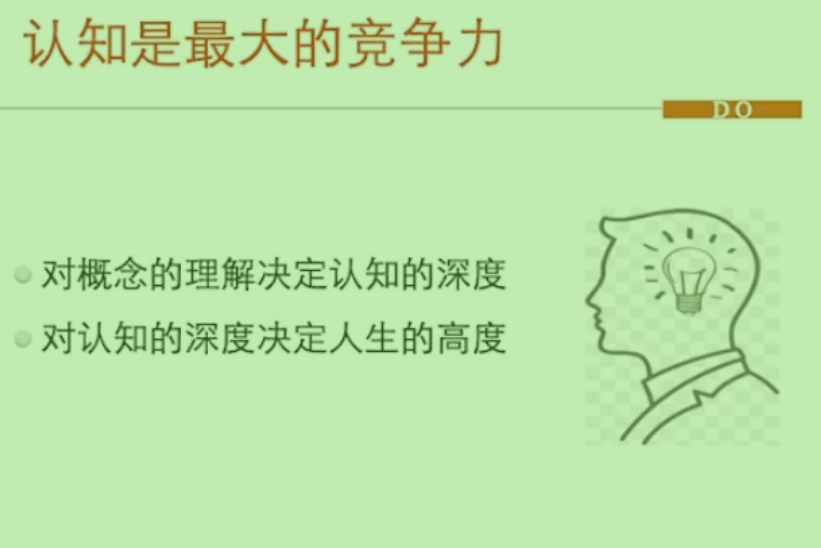 认知是最大的竞争力
DO
对概念的理解决定认知的深度
对认知的深度决定人生的高度